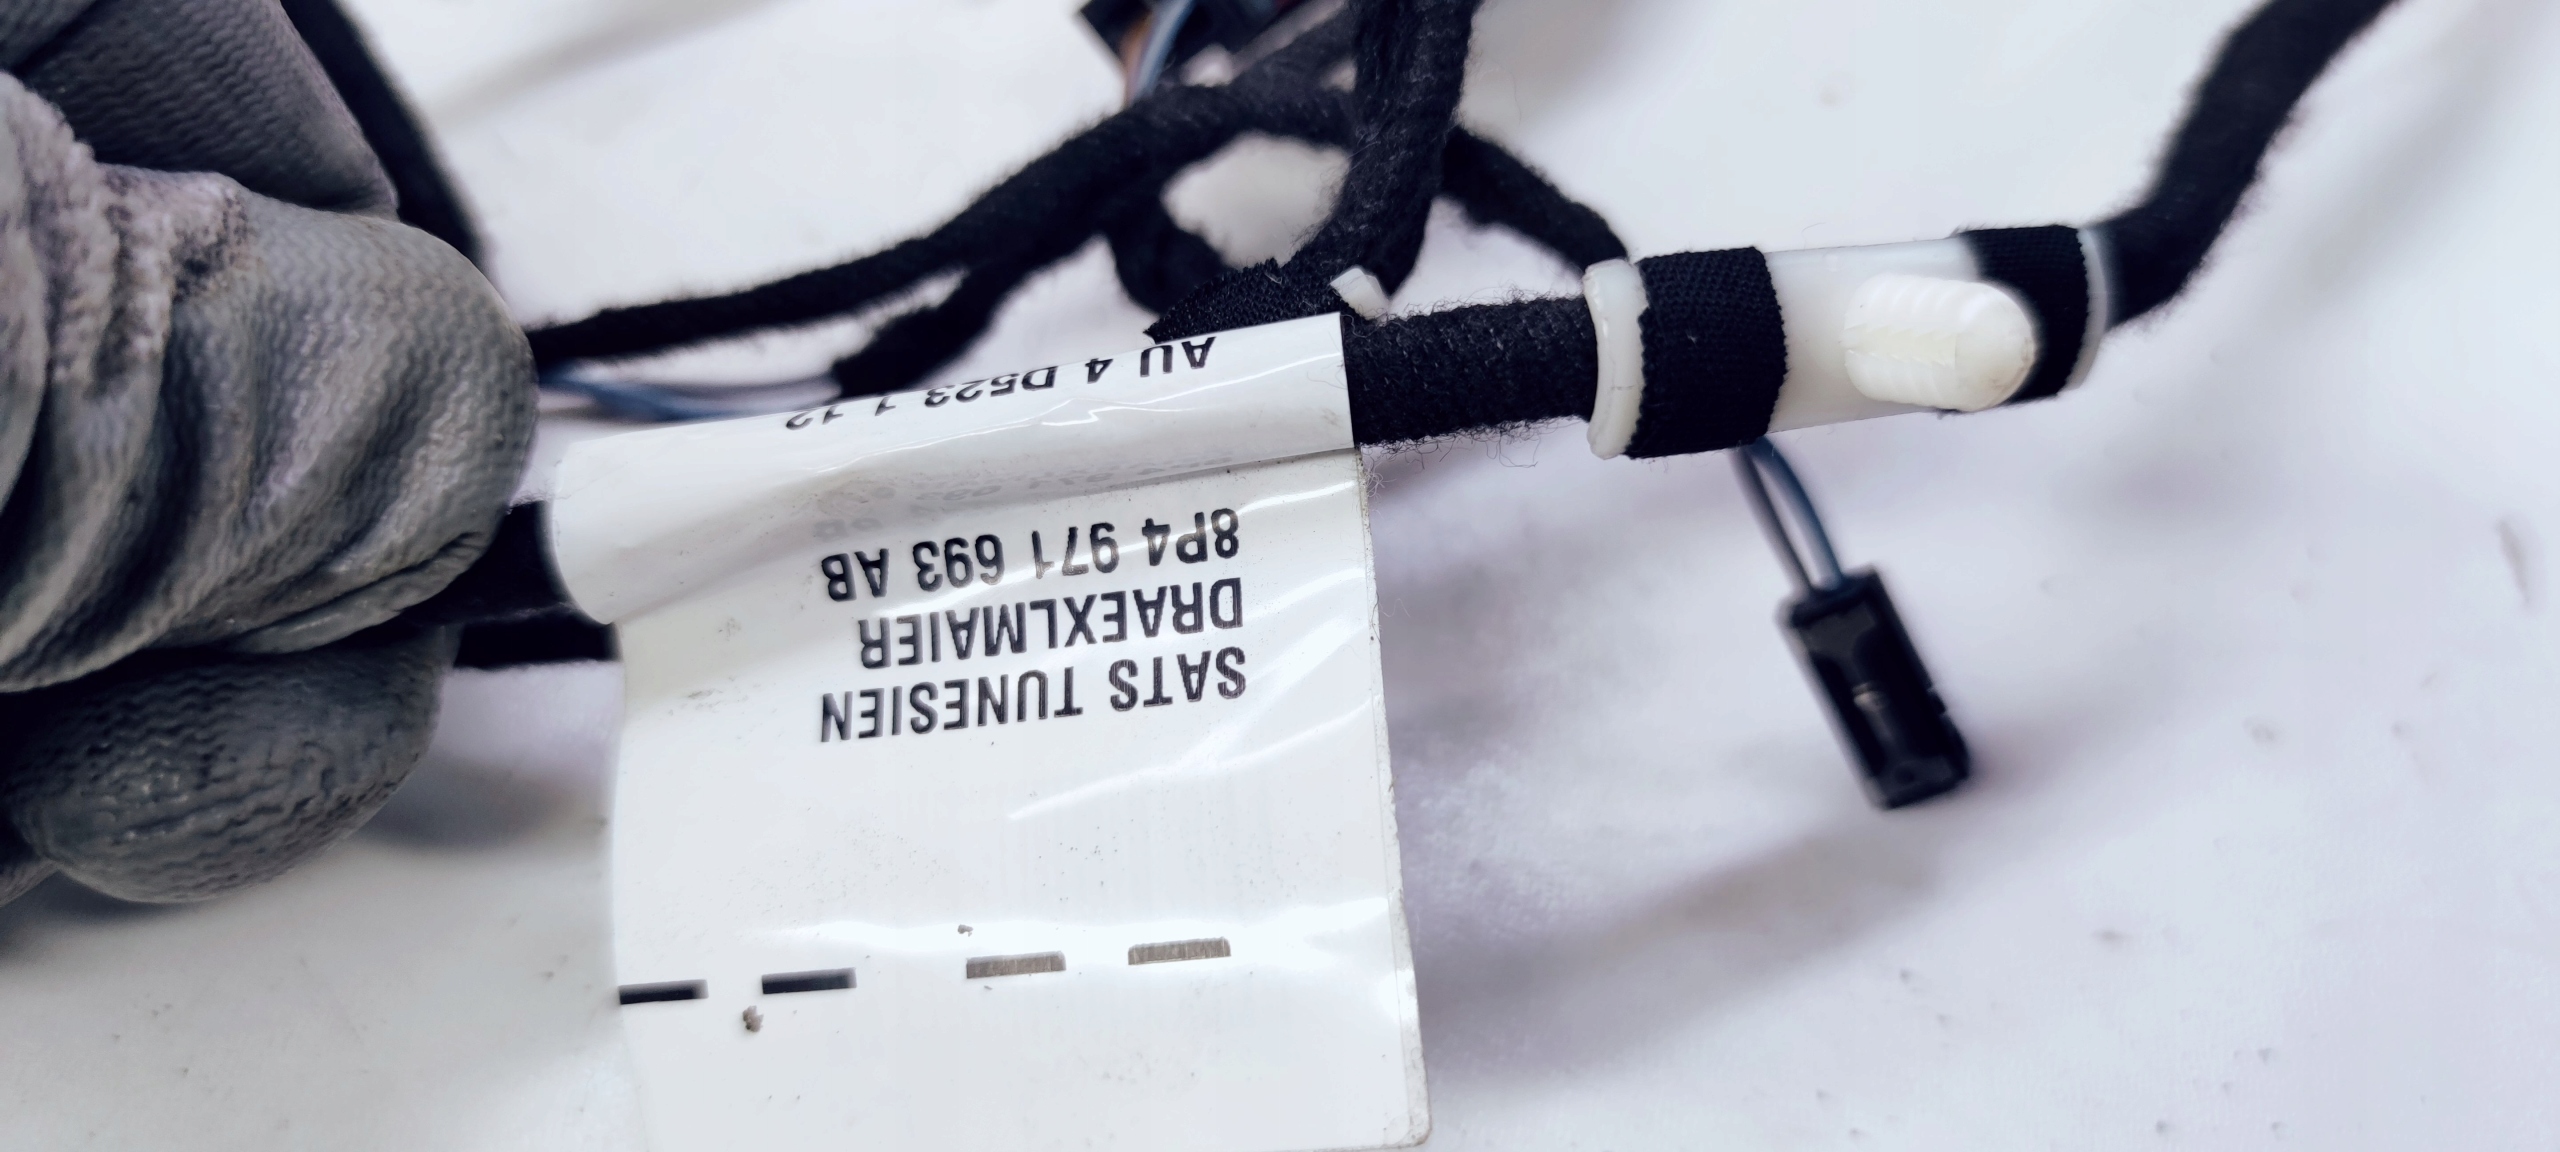 SATS TUNESIEN
DRAEXLMAIER
8P4 971 693 AB
AU 4 D523 1 12